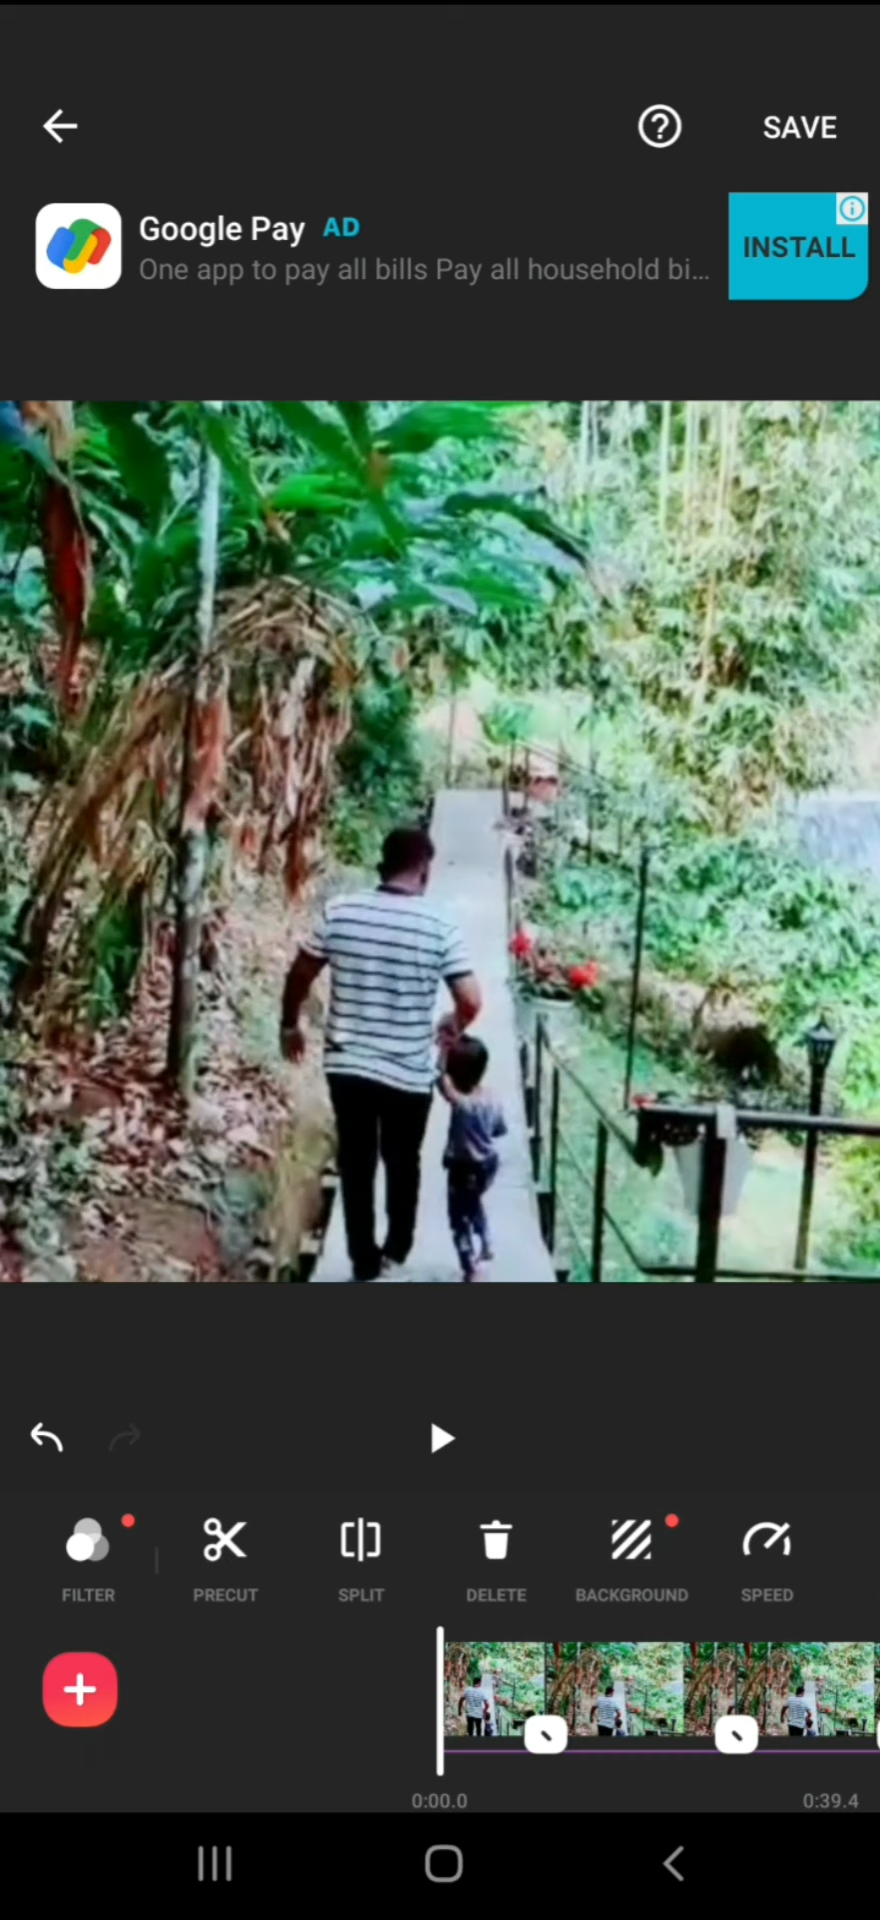 SAVE
Google Pay AD
One app to pay all bills Pay all household bi...
INSTALL
FILTER
PRECUT
SPLIT
DELETE
BACKGROUND
SPEED
0:00.0
0:39.4